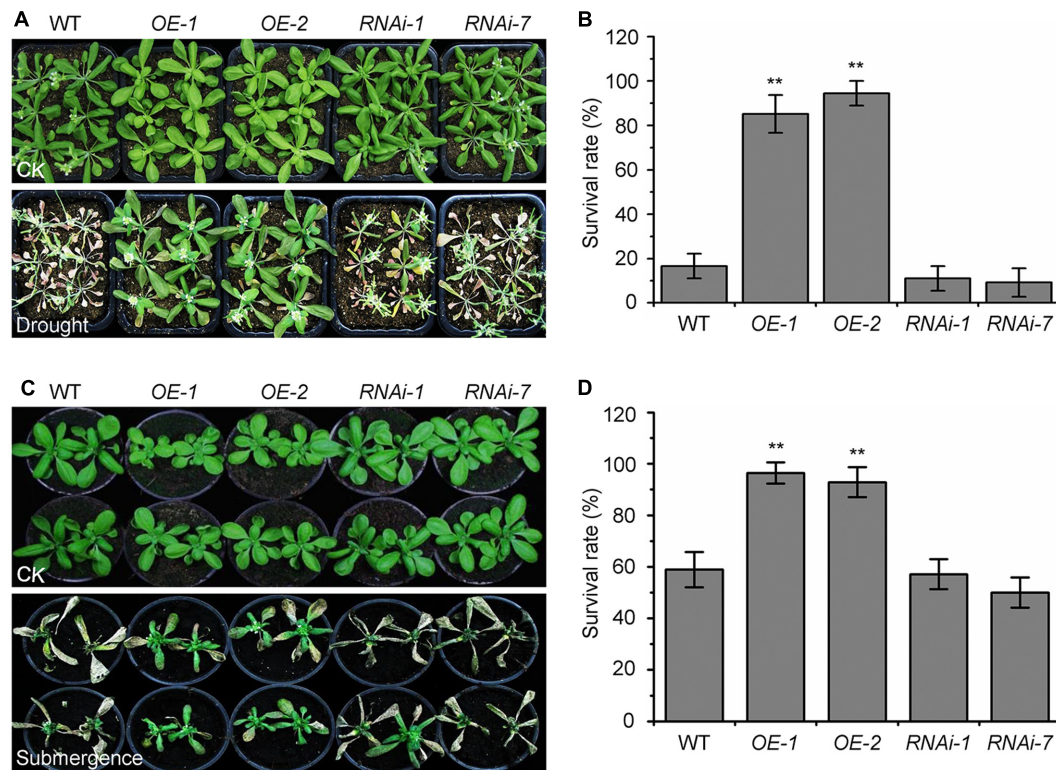 A WT OE-1 OE-2 RNAi-1 RNAi-7
CK
Drought
B
120
100
80
60
40
20
0
Survival rate (%)
** **
WT OE-1 OE-2 RNAi-1 RNAi-7
C WT OE-1 OE-2 RNAi-1 RNAi-7
CK
Submergence
D
120
100
80
60
40
20
0
Survival rate (%)
** **
WT OE-1 OE-2 RNAi-1 RNAi-7